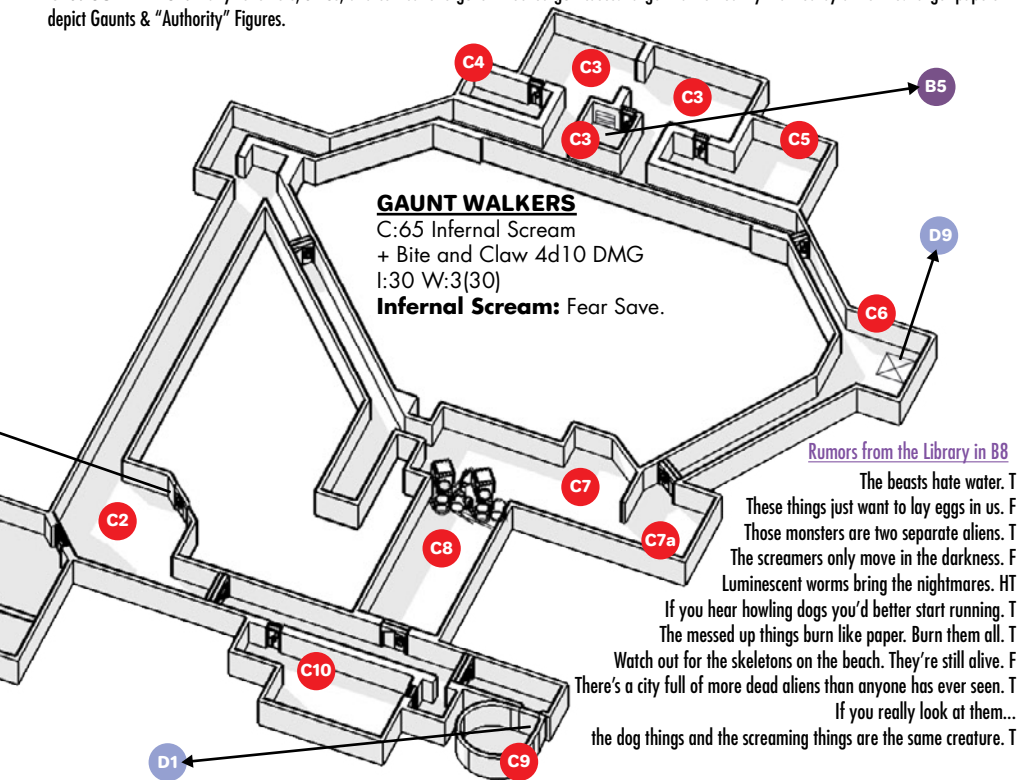 depict Gaunts & “Authority” Figures.
C4
C3
C3
B5
C3
C5
GAUNT WALKERS
C:65 Infernal Scream
+ Bite and Claw 4d10 DMG
I:30 W:3(30)
Infernal Scream: Fear Save.
D9
C6
Rumors from the Library in B8
The beasts hate water. T
These things just want to lay eggs in us. F
Those monsters are two separate aliens. T
The screamers only move in the darkness. F
Luminescent worms bring the nightmares. HT
If you hear howling dogs you’d better start running. T
The messed up things burn like paper. Burn them all. T
Watch out for the skeletons on the beach. They’re still alive. F
There’s a city full of more dead aliens than anyone has ever seen. T
If you really look at them...
the dog things and the screaming things are the same creature. T
C7
C2
C7a
C8
C10
D1
C9